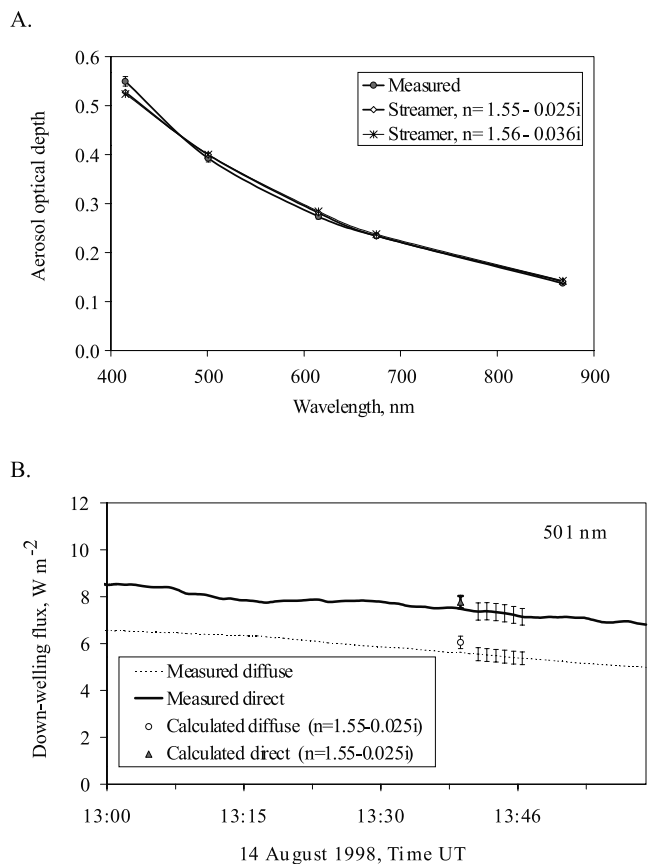 A.
0.6
0.5
0.4
0.3
0.2
0.1
0.0
Aerosol optical depth
Measured
Streamer, n= 1.55- 0.025i
Streamer, n= 1.56- 0.036i
400 500 600 700 800 900
Wavelength, nm
B.
12
10
8
6
4
2
0
Down-welling flux, W m-2
501 nm
Measured diffuse
Measured direct
Calculated diffuse (n=1.55-0.025i)
Calculated direct (n=1.55-0.025i)
13:00 13:15 13:30 13:46
14 August 1998, Time UT